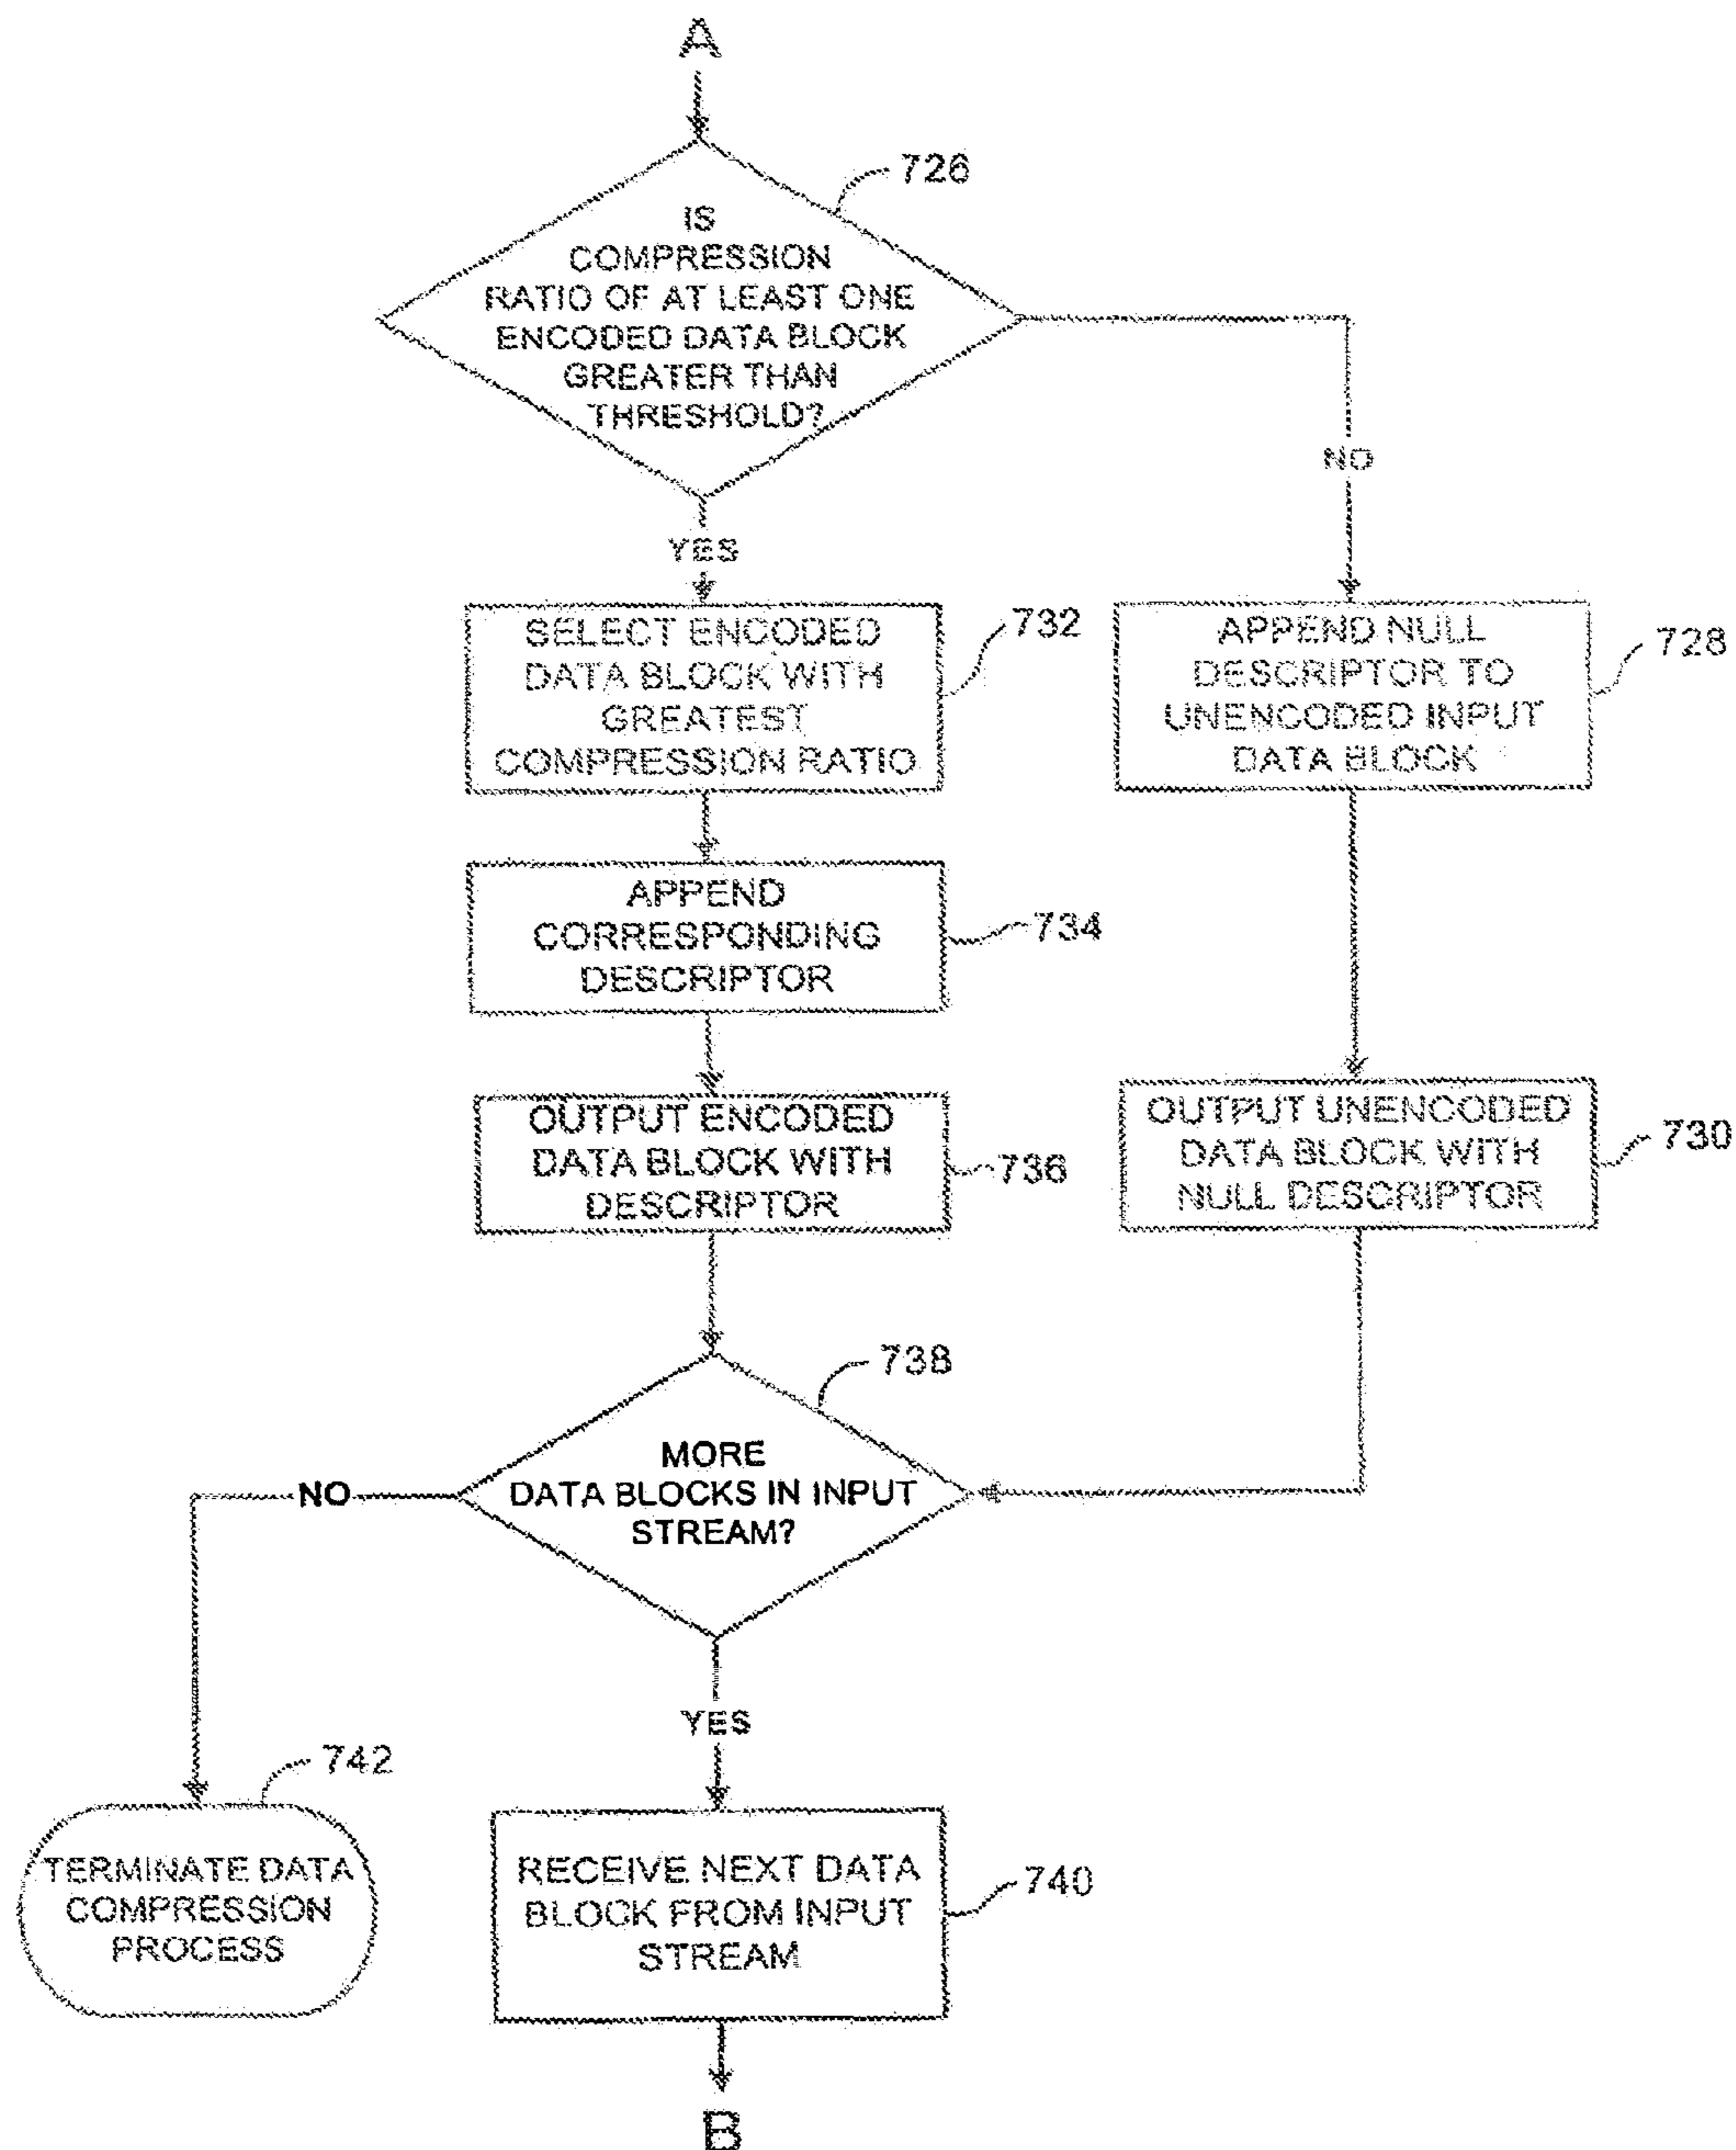 A
726
IS
COMPRESSION
RATIO OF AT LEAST ONE
ENCODED DATA BLOCK
GREATER THAN
THRESHOLD?
NO
YES
SELECT ENCODED
DATA BLOCK WITH
GREATEST
COMPRESSION RATIO
732
APPEND NULL
DESCRIPTOR TO
UNENCODED INPUT
DATA BLOCK
728
APPEND
CORRESPONDING
DESCRIPTOR
734
OUTPUT ENCODED
DATA BLOCK WITH
DESCRIPTOR
736
OUTPUT UNENCODED
DATA BLOCK WITH
NULL DESCRIPTOR
730
738
MORE
DATA BLOCKS IN INPUT
STREAM?
NO
YES
742
TERMINATE DATA
COMPRESSION
PROCESS
RECEIVE NEXT DATA
BLOCK FROM INPUT
STREAM
740
B